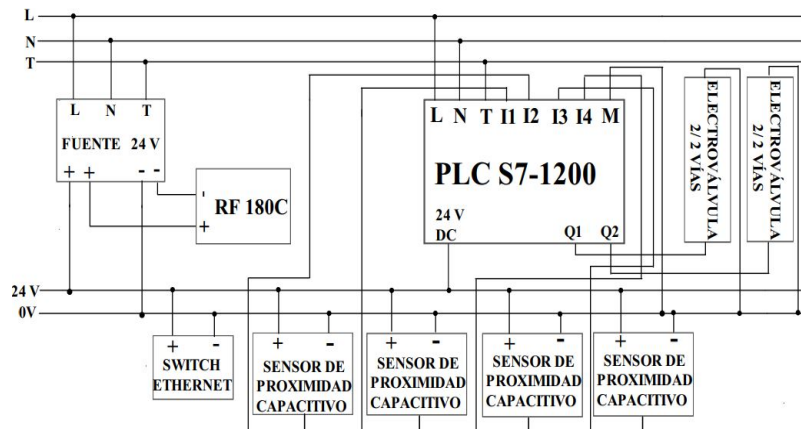 L
N
T
L N T
FUENTE 24 V
+ + - -
-
RF 180C
+
L N T I1 I2 I3 I4 M
PLC S7-1200
24 V
DC
Q1 Q2
ELECTROVÁLVULA
2/ 2 VÍAS
ELECTROVÁLVULA
2/ 2 VÍAS
24 V
0V
+ -
SWITCH
ETHERNET
+ -
SENSOR DE
PROXIMIDAD
CAPACITIVO
+ -
SENSOR DE
PROXIMIDAD
CAPACITIVO
+ -
SENSOR DE
PROXIMIDAD
CAPACITIVO
+ -
SENSOR DE
PROXIMIDAD
CAPACITIVO